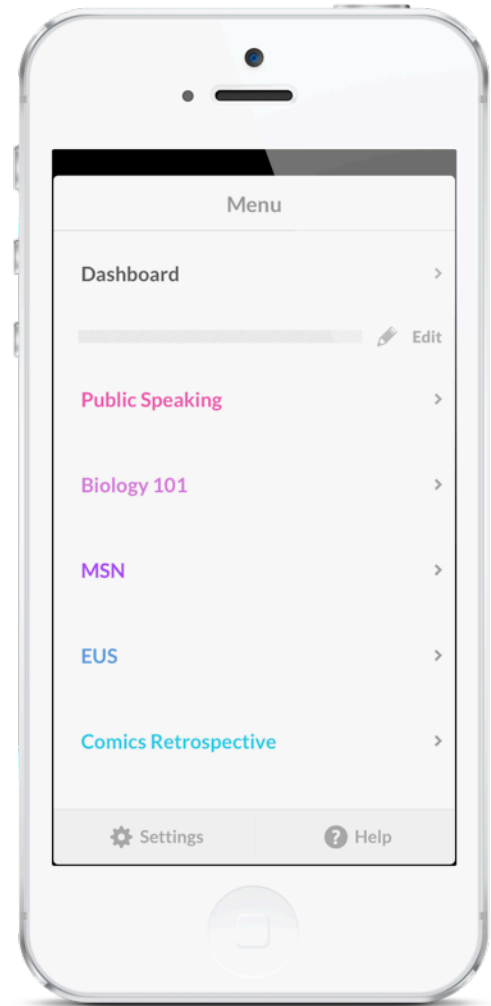 Menu
Dashboard
Edit
Public Speaking
Biology 101
MSN
EUS
Comics Retrospective
Settings
Help